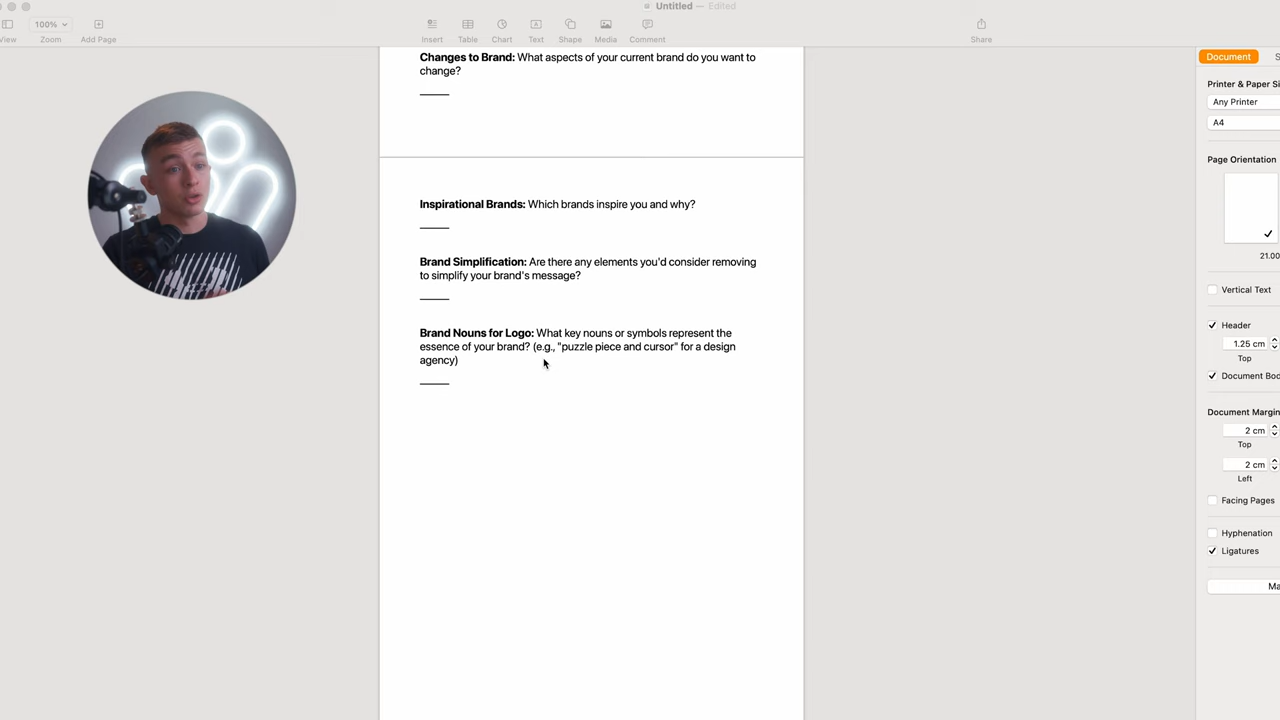 Untitled — Edited
View
100%
Zoom
Add Page
Insert
Table
Chart
Text
Shape
Media
Comment
Share
Changes to Brand: What aspects of your current brand do you want to
change?
Inspirational Brands: Which brands inspire you and why?
Brand Simplification: Are there any elements you'd consider removing
to simplify your brand's message?
Brand Nouns for Logo: What key nouns or symbols represent the
essence of your brand? (e.g., "puzzle piece and cursor" for a design
agency)
Document
Printer & Paper Si
Any Printer
A4
Page Orientation
21.00
Vertical Text
Header
1.25 cm
Top
Document Bod
Document Margin
2 cm
Top
2 cm
Left
Facing Pages
Hyphenation
Ligatures
Ma